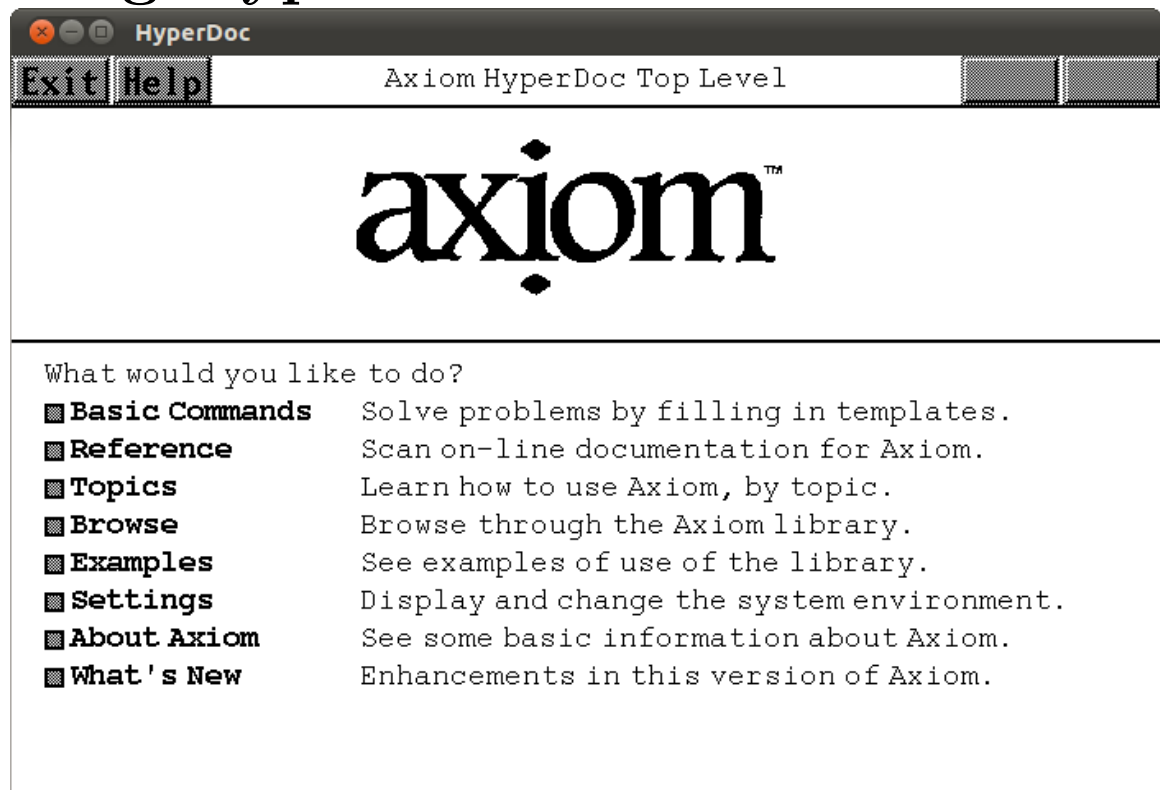 HyperDoc
Exit Help Axiom HyperDoc Top Level
axiom™
What would you like to do?
Basic Commands Solve problems by filling in templates.
Reference Scan on-line documentation for Axiom.
Topics Learn how to use Axiom, by topic.
Browse Browse through the Axiom library.
Examples See examples of use of the library.
Settings Display and change the system environment.
About Axiom See some basic information about Axiom.
What's New Enhancements in this version of Axiom.